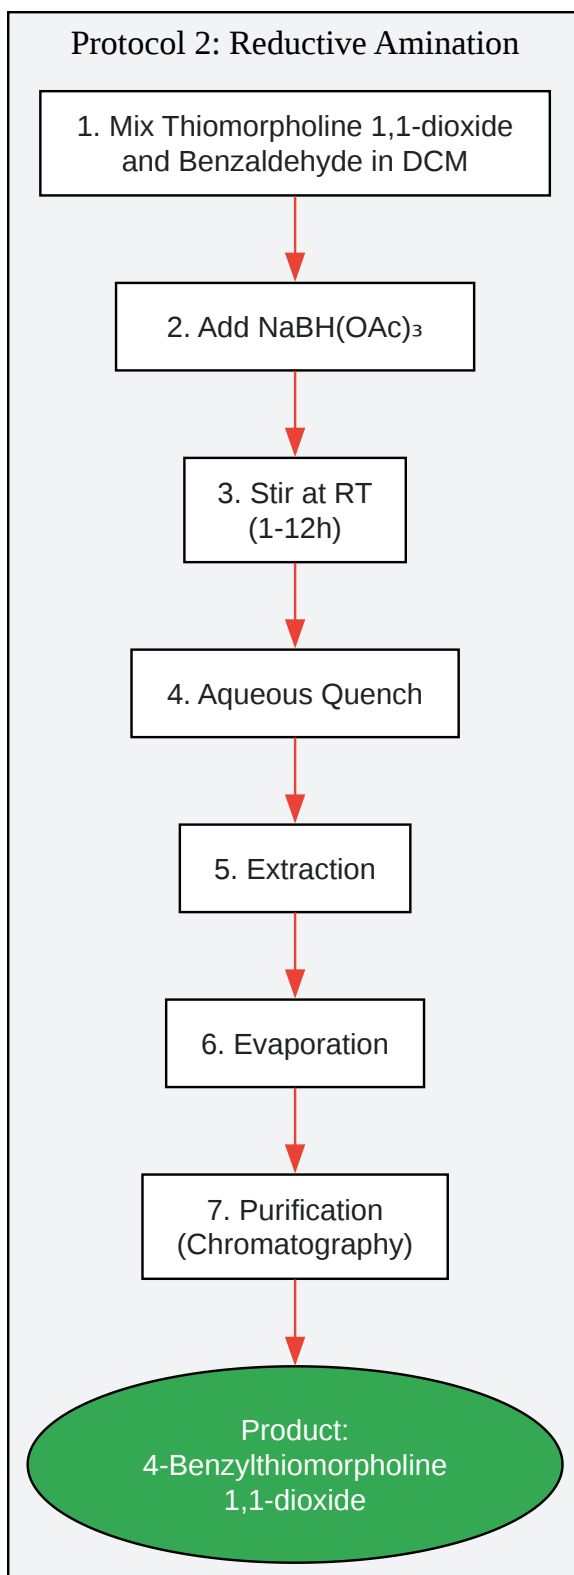 Protocol 2: Reductive Amination
1. Mix Thiomorpholine 1,1-dioxide
and Benzaldehyde in DCM
2. Add NaBH(OAc)₃
3. Stir at RT
(1-12h)
4. Aqueous Quench
5. Extraction
6. Evaporation
7. Purification
(Chromatography)
Product:
4-Benzylthiomorpholine
1,1-dioxide